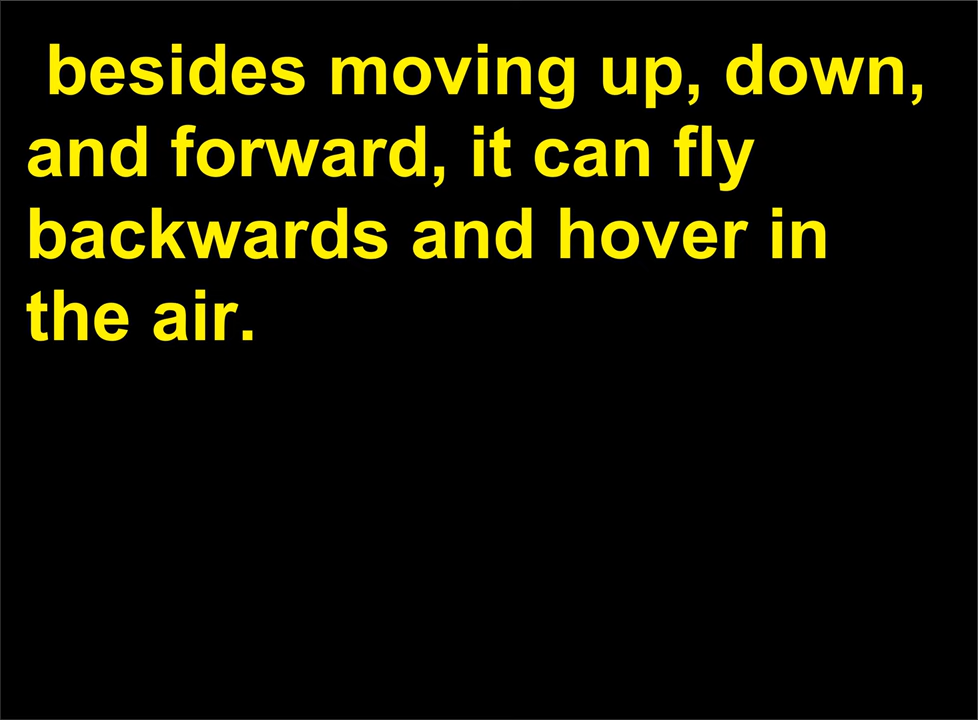 besides moving up, down,
and forward, it can fly
backwards and hover in
the air.